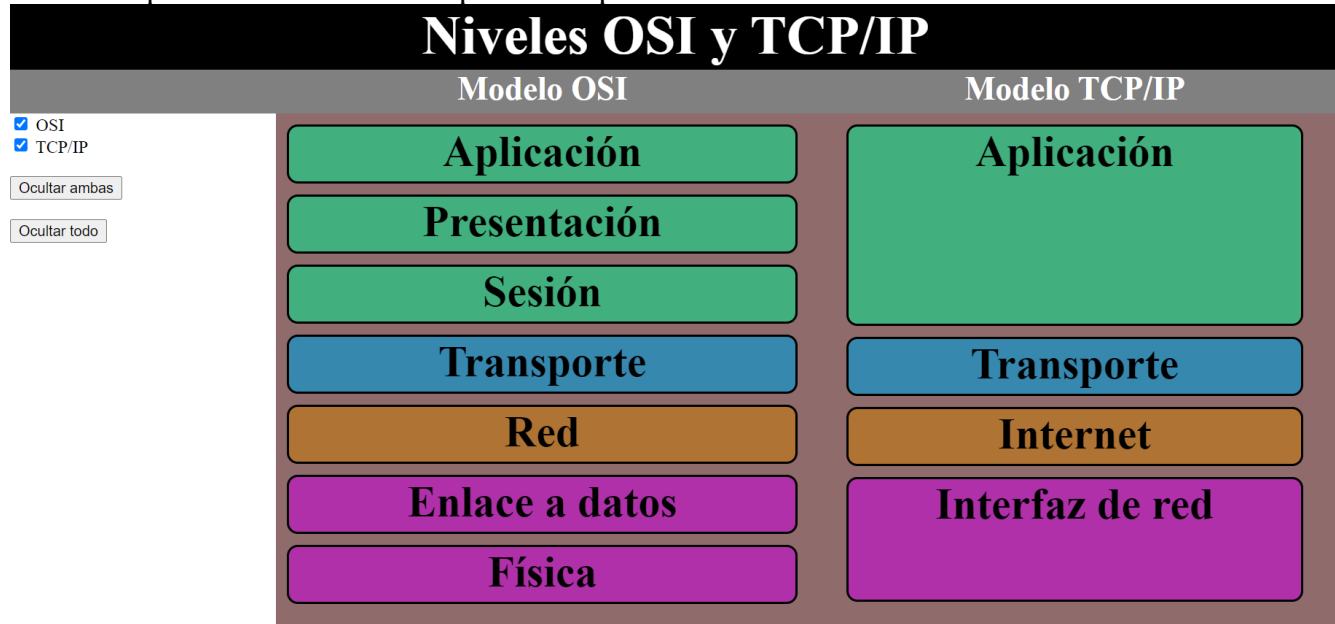 Niveles OSI y TCP/IP
Modelo OSI
Modelo TCP/IP
OSI
TCP/IP
Ocultar ambas
Ocultar todo
Aplicación
Presentación
Sesión
Transporte
Red
Enlace a datos
Física
Aplicación
Transporte
Internet
Interfaz de red